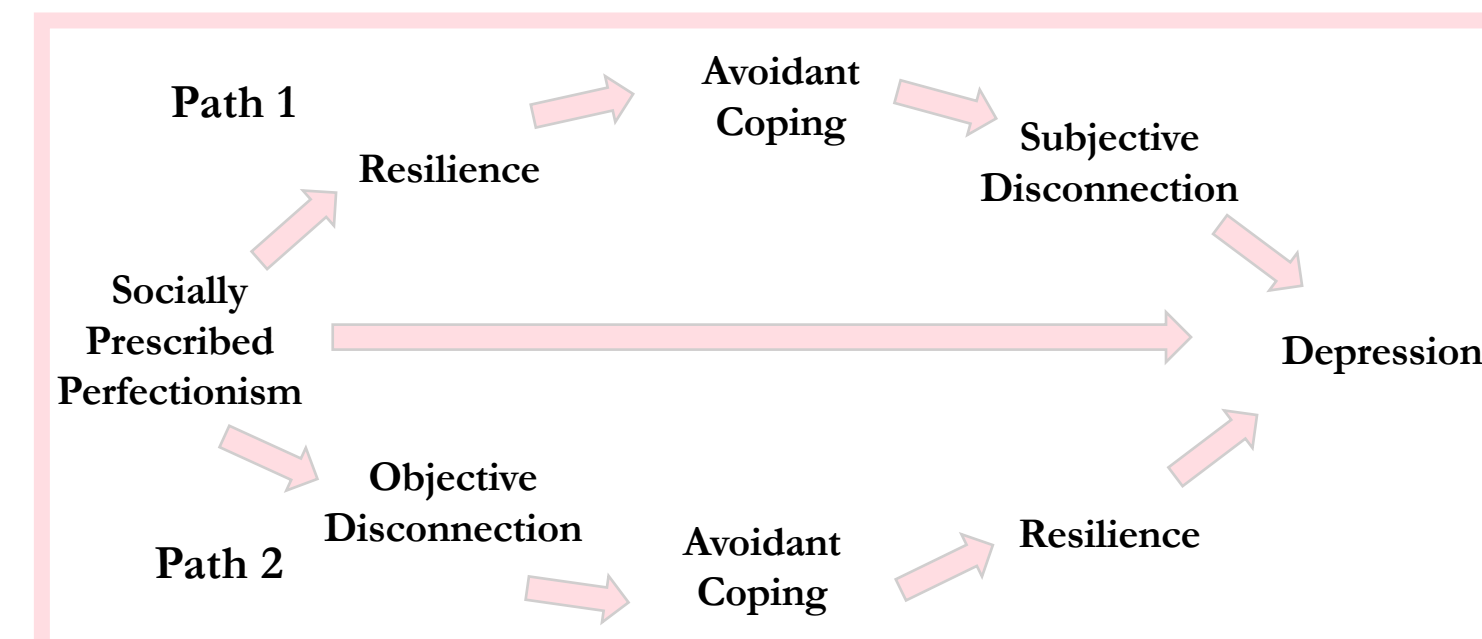 Path 1
Avoidant
Coping
Resilience
Subjective
Disconnection
Socially
Prescribed
Perfectionism
Depression
Objective
Disconnection
Path 2
Avoidant
Coping
Resilience